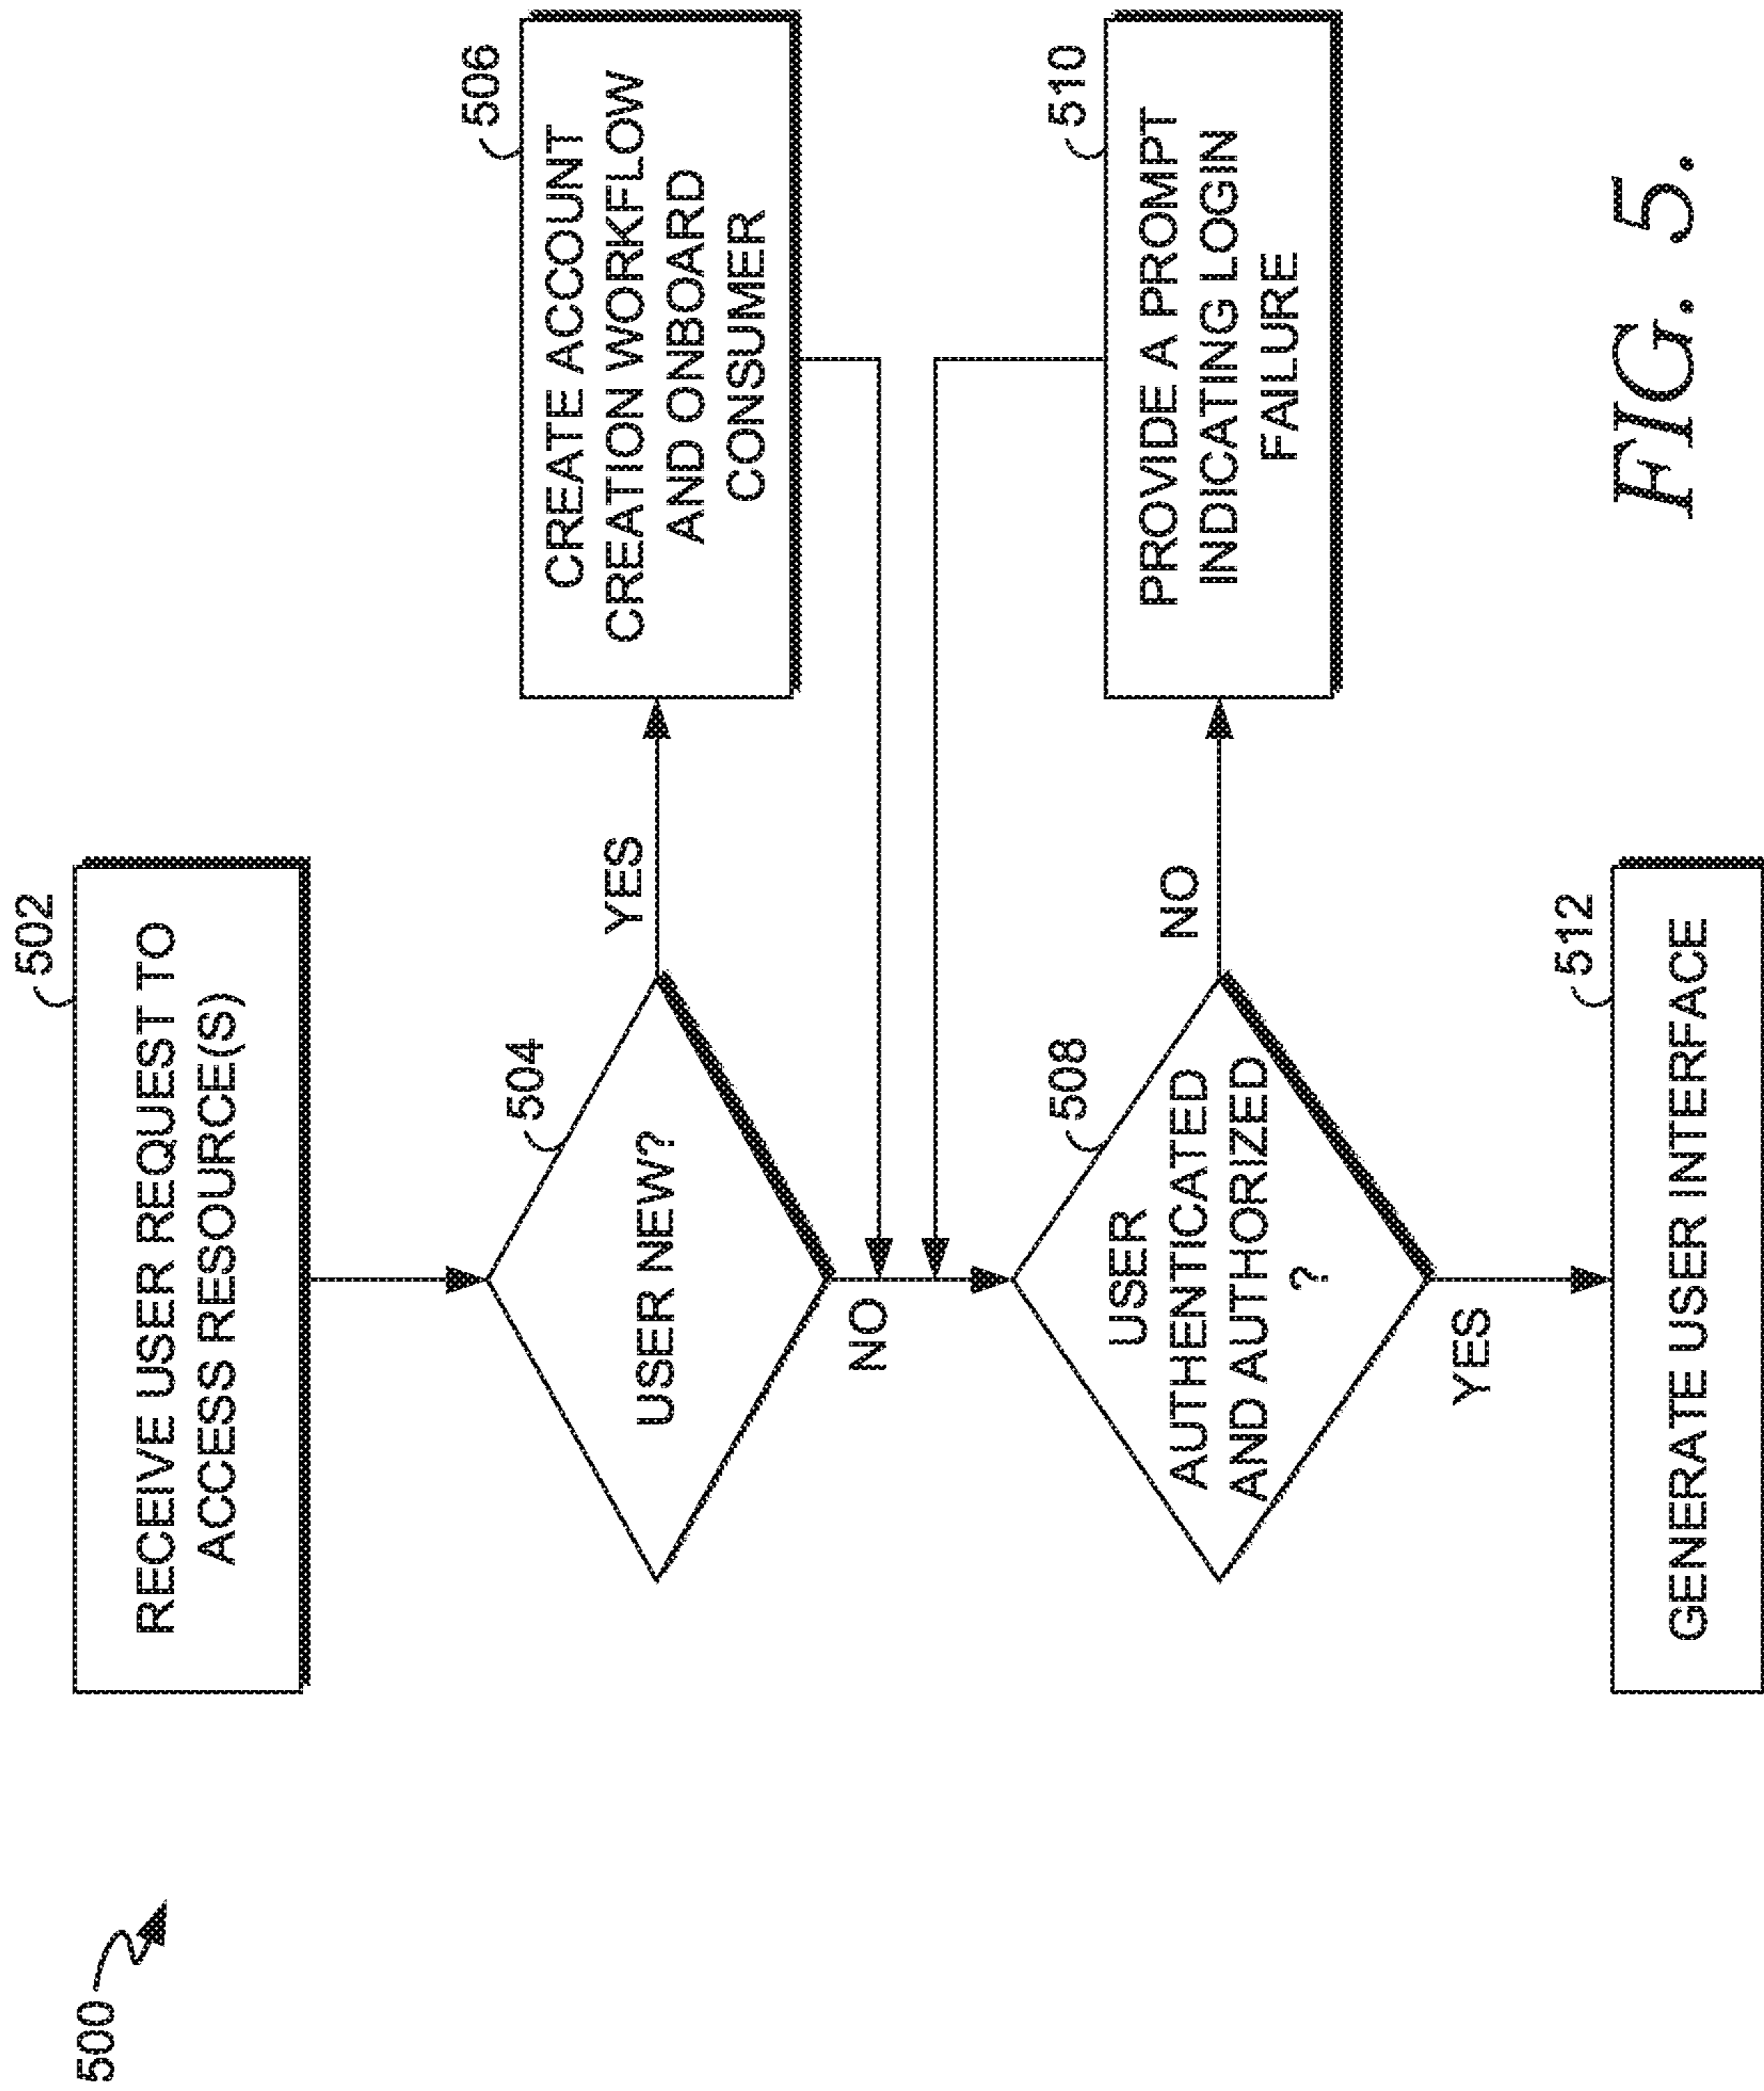 500
502
RECEIVE USER REQUEST TO
ACCESS RESOURCE(S)
504
USER NEW?
YES
506
CREATE ACCOUNT
CREATION WORKFLOW
AND ONBOARD
CONSUMER
NO
508
USER
AUTHENTICATED
AND AUTHORIZED
?
NO
510
PROVIDE A PROMPT
INDICATING LOGIN
FAILURE
YES
512
GENERATE USER INTERFACE
FIG. 5.